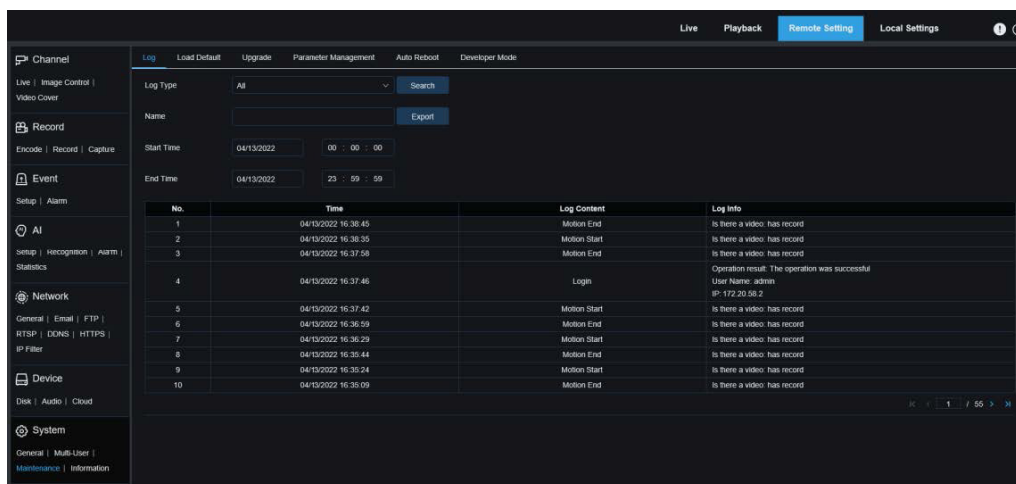 Live Playback Remote Setting Local Settings
Channel
Live | Image Control |
Video Cover
Record
Encode | Record | Capture
Event
Setup | Alarm
AI
Setup | Recognition | Alarm |
Statistics
Network
General | Email | FTP |
RTSP | DDNS | HTTPS |
IP Filter
Device
Disk | Audio | Cloud
System
General | Multi-User |
Maintenance | Information
Log Load Default Upgrade Parameter Management Auto Reboot Developer Mode
Log Type All Search
Name Export
Start Time 04/13/2022 00 : 00 : 00
End Time 04/13/2022 23 : 59 : 59
No. Time Log Content Log Info
1 04/13/2022 16:38:45 Motion End Is there a video: has record
2 04/13/2022 16:38:35 Motion Start Is there a video: has record
3 04/13/2022 16:37:58 Motion End Is there a video: has record
4 04/13/2022 16:37:46 Login Operation result: The operation was successful
User Name: admin
IP: 172.20.58.2
5 04/13/2022 16:37:42 Motion Start Is there a video: has record
6 04/13/2022 16:36:59 Motion End Is there a video: has record
7 04/13/2022 16:36:29 Motion Start Is there a video: has record
8 04/13/2022 16:35:44 Motion End Is there a video: has record
9 04/13/2022 16:35:24 Motion Start Is there a video: has record
10 04/13/2022 16:35:09 Motion End Is there a video: has record
1 / 55